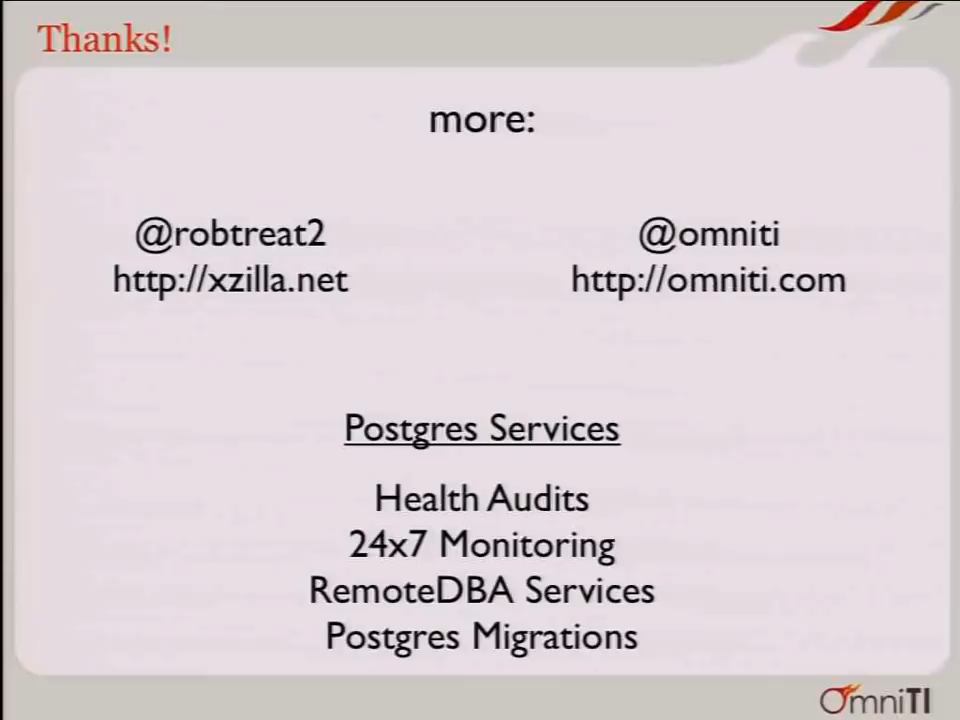 Thanks!
more:
@robtreat2
http://xzilla.net
@omniti
http://omniti.com
Postgres Services
Health Audits
24x7 Monitoring
RemoteDBA Services
Postgres Migrations
OmniTI